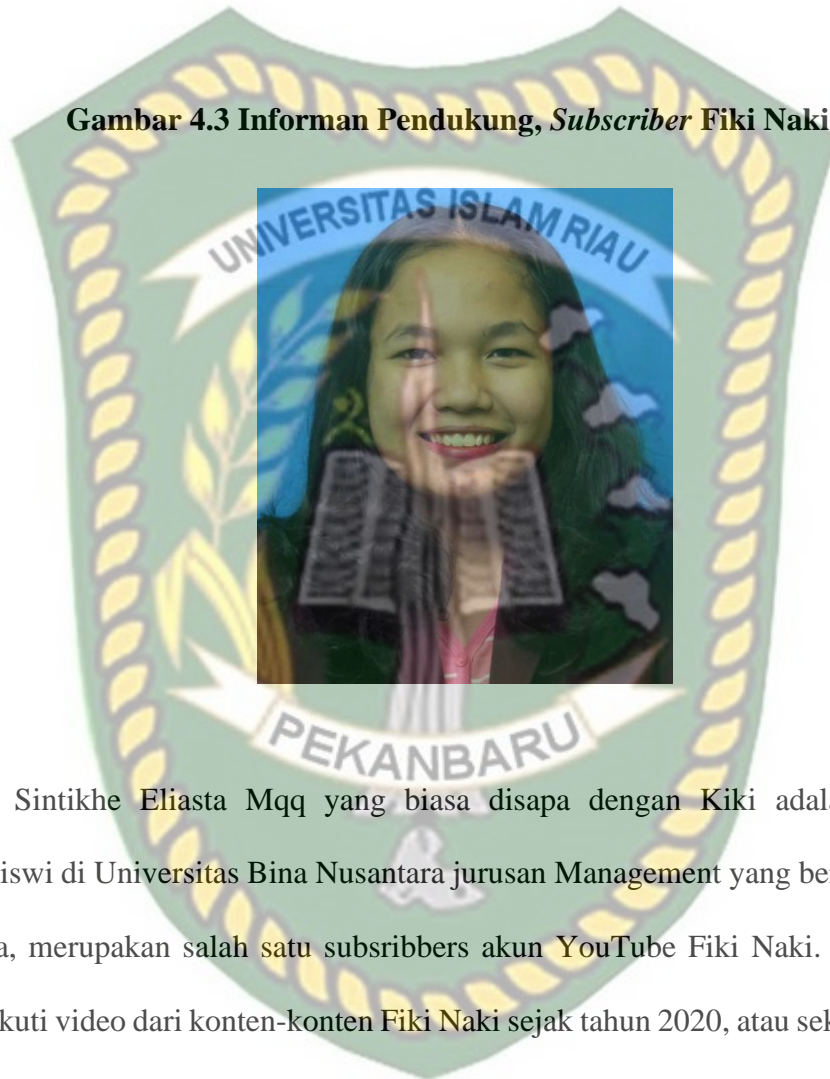 Gambar 4.3 Informan Pendukung, Subscriber Fiki Naki
UNIVERSITAS ISLAM RIAU
PEKANBARU
Sintikhe Eliasta Mqq yang biasa disapa dengan Kiki adala
iswi di Universitas Bina Nusantara jurusan Management yang ber
a, merupakan salah satu subsribbers akun YouTube Fiki Naki.
kuti video dari konten-konten Fiki Naki sejak tahun 2020, atau sek